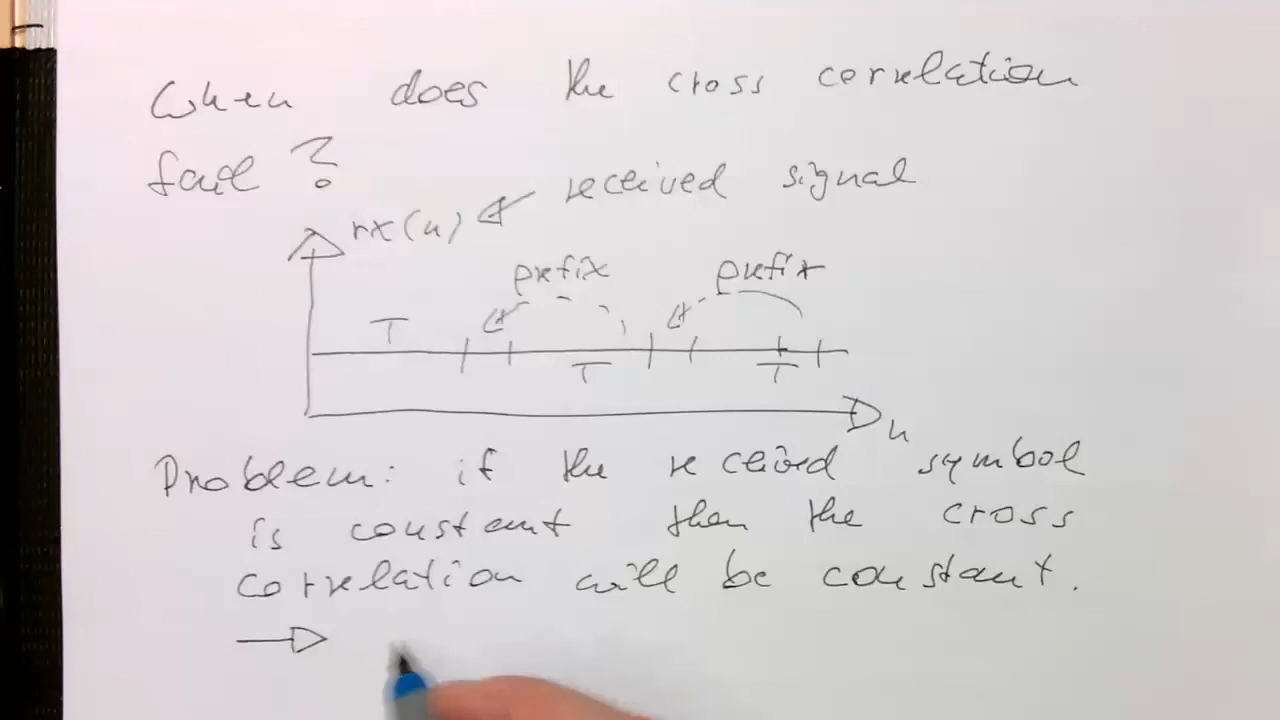 When does the cross correlation
fail?
received signal
rx(n)
prefix prefix
T
T T
n
Problem: if the received symbol
is constant then the cross
correlation will be constant.